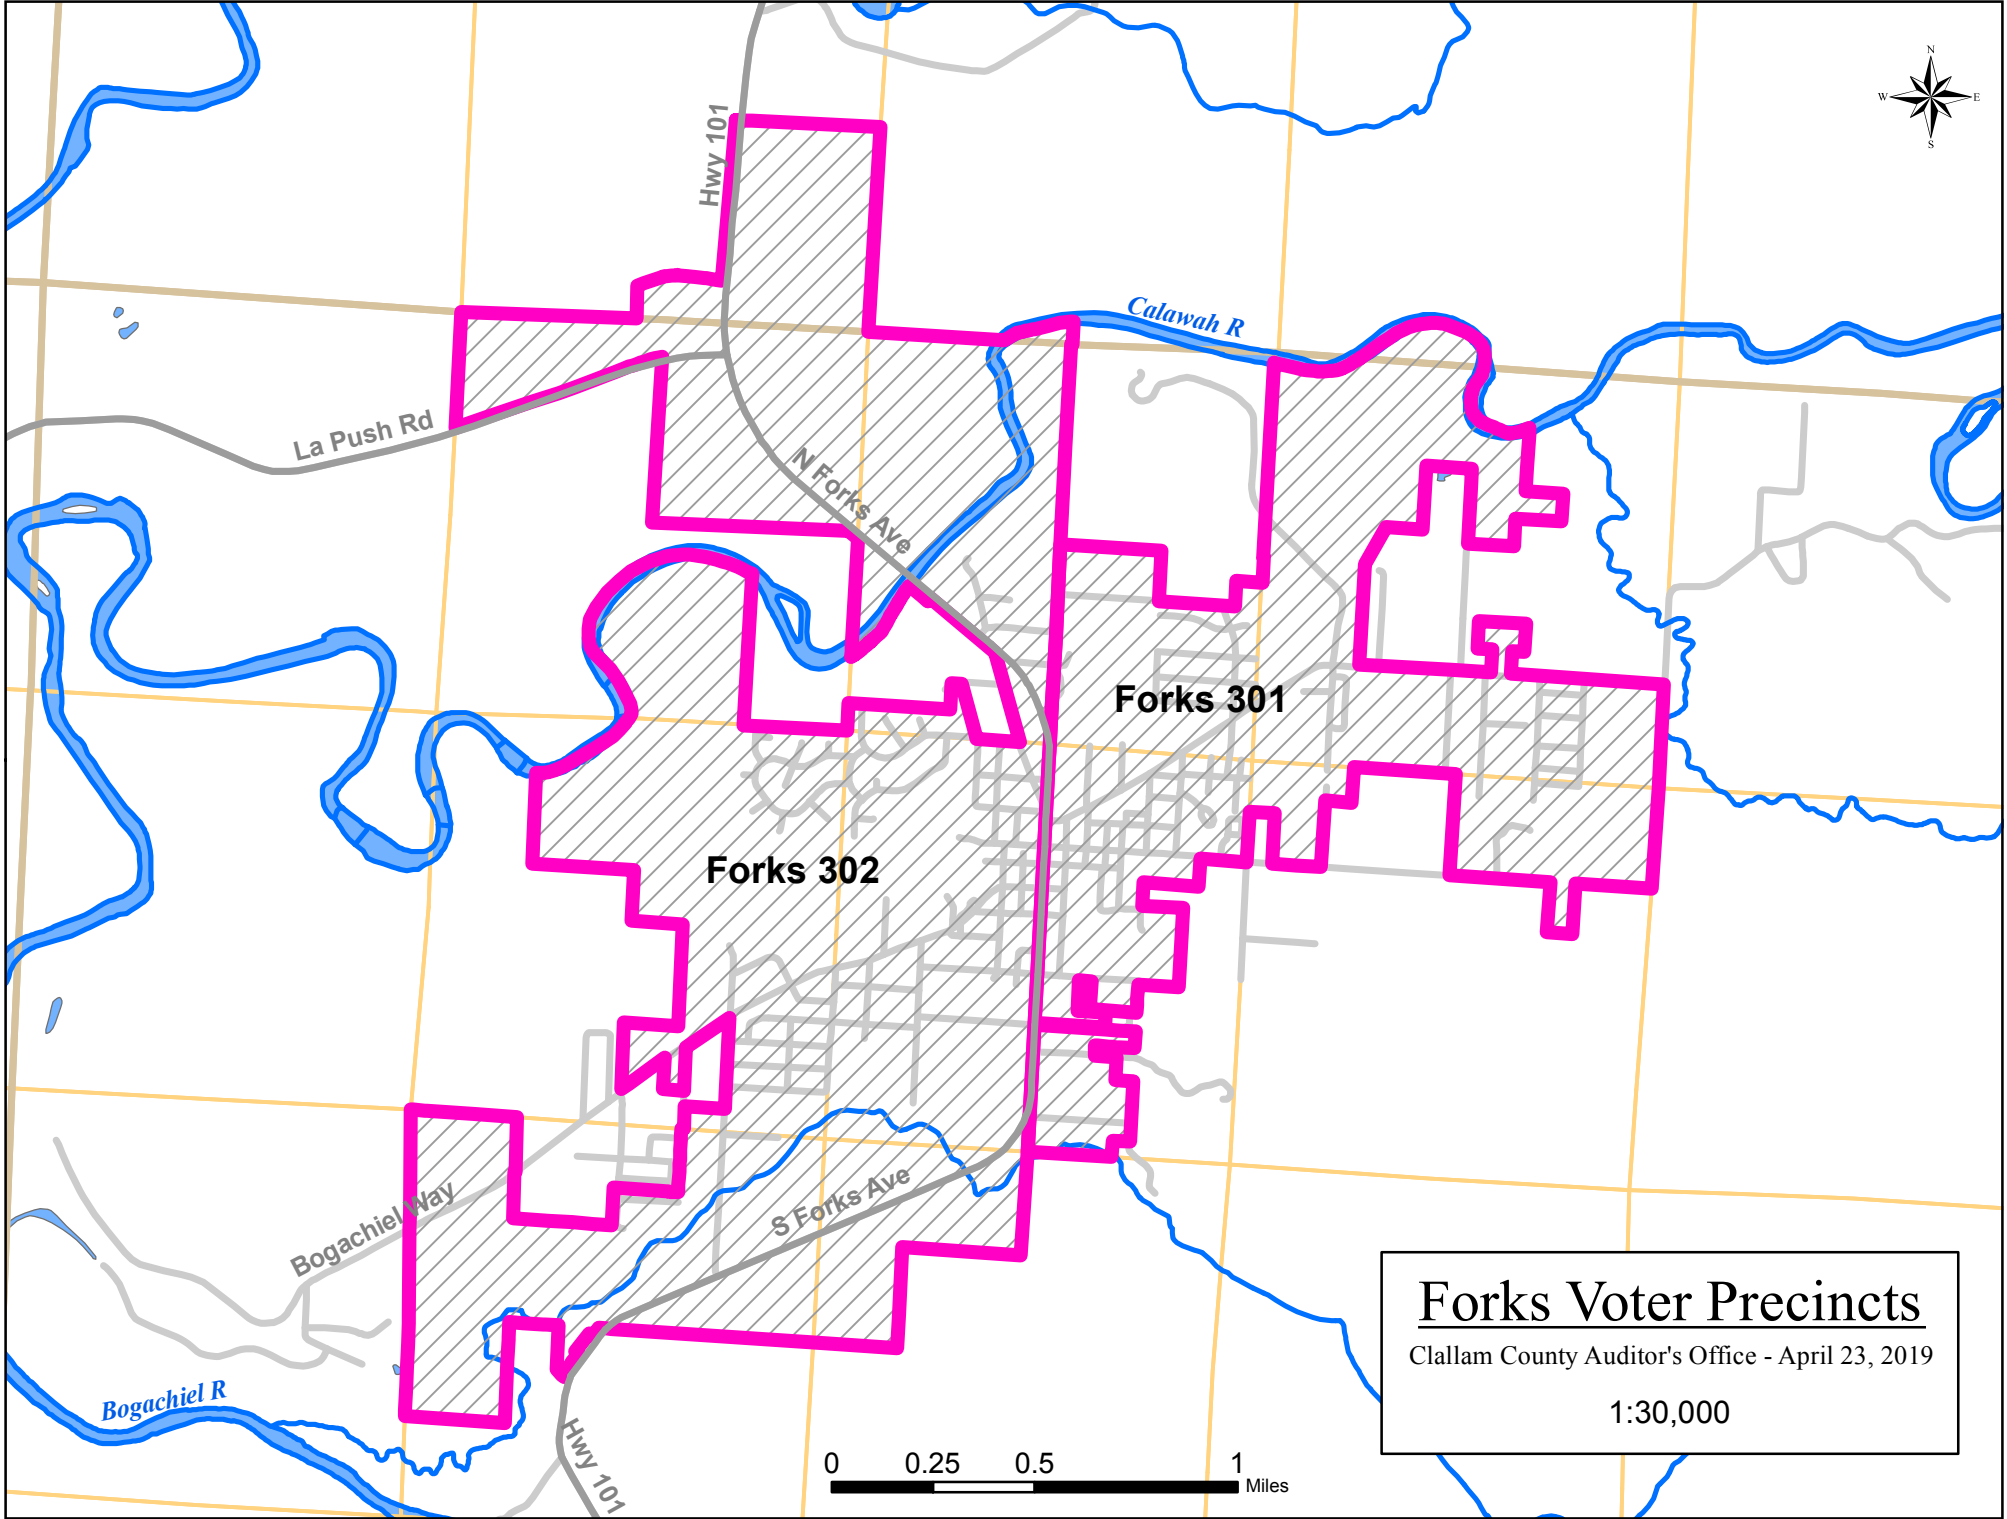 N
W E
S
Hwy 101
Calawah R
La Push Rd
N Forks Ave
Forks 301
Forks 302
Bogachiel Way
S Forks Ave
Bogachiel R
Hwy 101
Forks Voter Precincts
Clallam County Auditor's Office - April 23, 2019
1:30,000
0 0.25 0.5 1
Miles